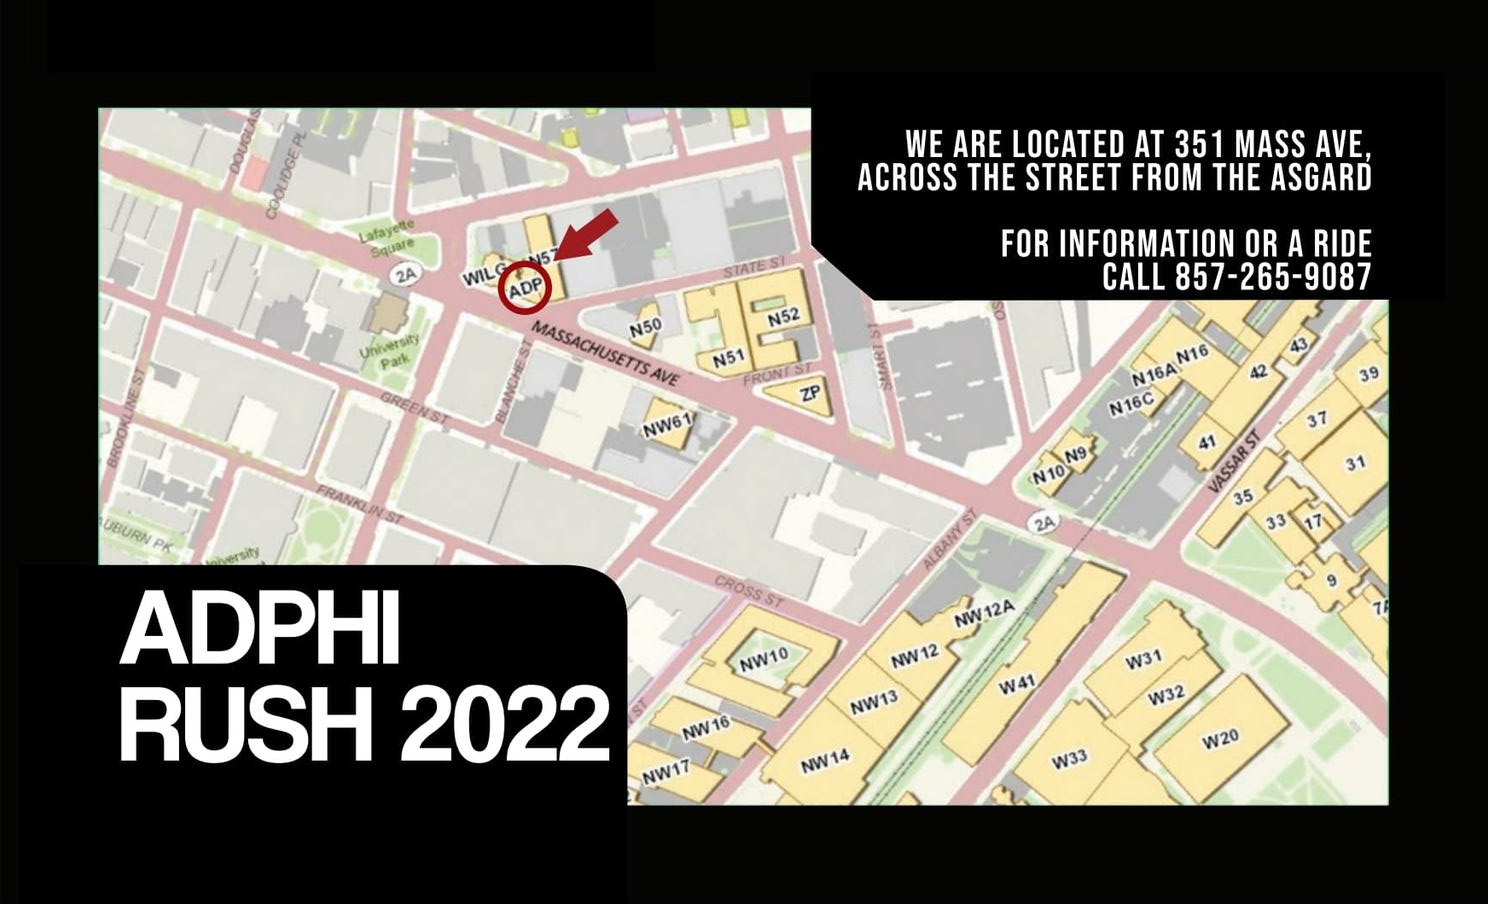 WE ARE LOCATED AT 351 MASS AVE,
ACROSS THE STREET FROM THE ASGARD
FOR INFORMATION OR A RIDE
CALL 857-265-9087
DOUGLAS
COOLIDGE PL
Lafayette
Square
2A
WILG
N57
ADP
STATE ST
N50
N52
N51
MASSACHUSETTS AVE
FRONT ST
ZP
SMART ST
University
Park
BLANCHE ST
GREEN ST
BROOKLINE ST
NW61
N16
N16A
N16C
42
43
39
37
41
N9
N10
31
VASSAR ST
35
33
17
9
7A
FRANKLIN ST
AUBURN PK
University
2A
ALBANY ST
CROSS ST
NW12A
NW12
NW10
W31
W32
W41
NW13
NW16
NW14
NW17
W33
W20
ST
ADPHI
RUSH 2022